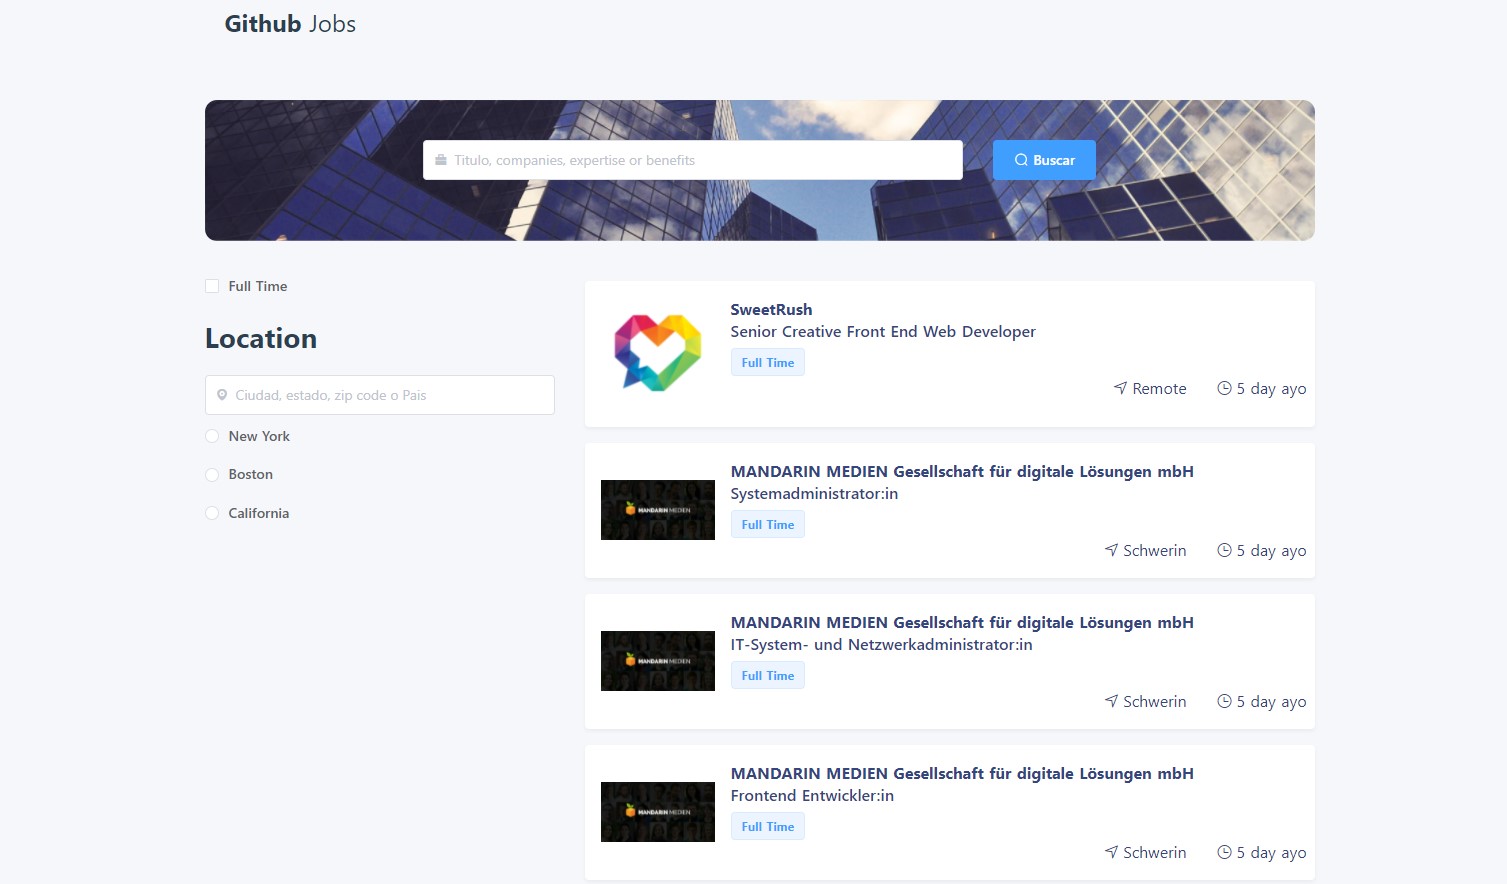 Github Jobs
Titulo, companies, expertise or benefits
Buscar
Full Time
Location
Ciudad, estado, zip code o Pais
New York
Boston
California
SweetRush
Senior Creative Front End Web Developer
Full Time
Remote 5 day ayo
MANDARIN MEDIEN
MANDARIN MEDIEN Gesellschaft für digitale Lösungen mbH
Systemadministrator:in
Full Time
Schwerin 5 day ayo
MANDARIN MEDIEN
MANDARIN MEDIEN Gesellschaft für digitale Lösungen mbH
IT-System- und Netzwerkadministrator:in
Full Time
Schwerin 5 day ayo
MANDARIN MEDIEN
MANDARIN MEDIEN Gesellschaft für digitale Lösungen mbH
Frontend Entwickler:in
Full Time
Schwerin 5 day ayo